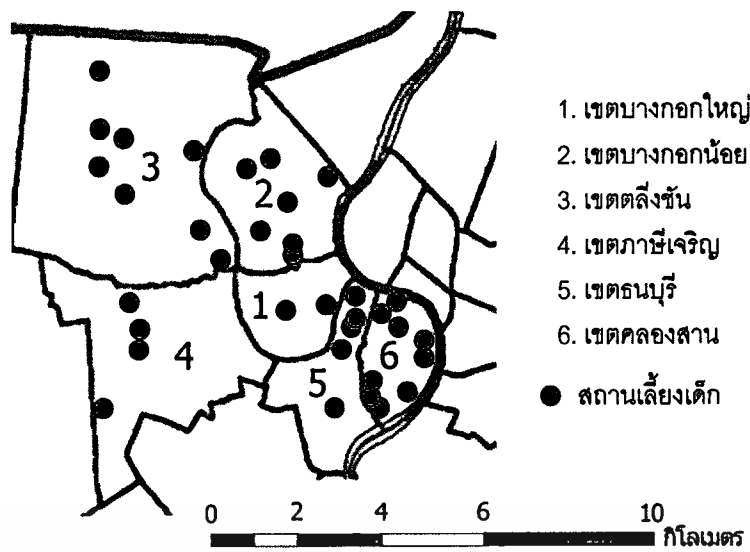 1. เขตบางกอกใหญ่
2. เขตบางกอกน้อย
3. เขตตลิ่งชัน
4. เขตภาษีเจริญ
5. เขตธนบุรี
6. เขตคลองสาน
สถานเลี้ยงเด็ก
3
2
1
4
5
6
0 2 4 6 10
กิโลเมตร